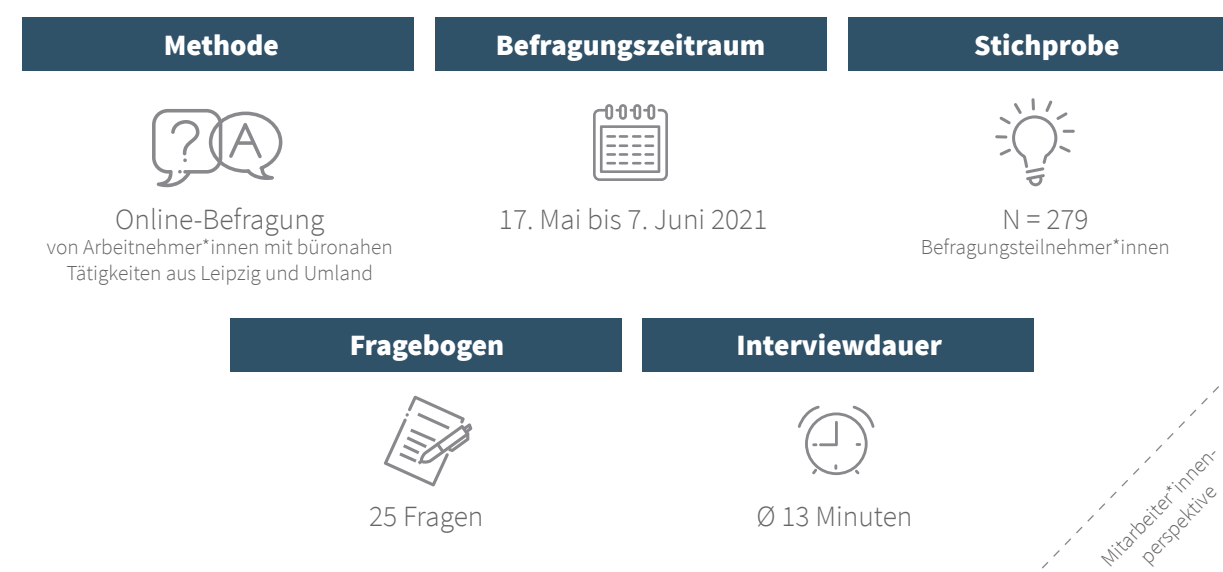 Methode
Befragungszeitraum
Stichprobe
? A
Online-Befragung
von Arbeitnehmer*innen mit büronahen
Tätigkeiten aus Leipzig und Umland
17. Mai bis 7. Juni 2021
N = 279
Befragungsteilnehmer*innen
Fragebogen
Interviewdauer
25 Fragen
Ø 13 Minuten
Mitarbeiter*innen-
perspektive